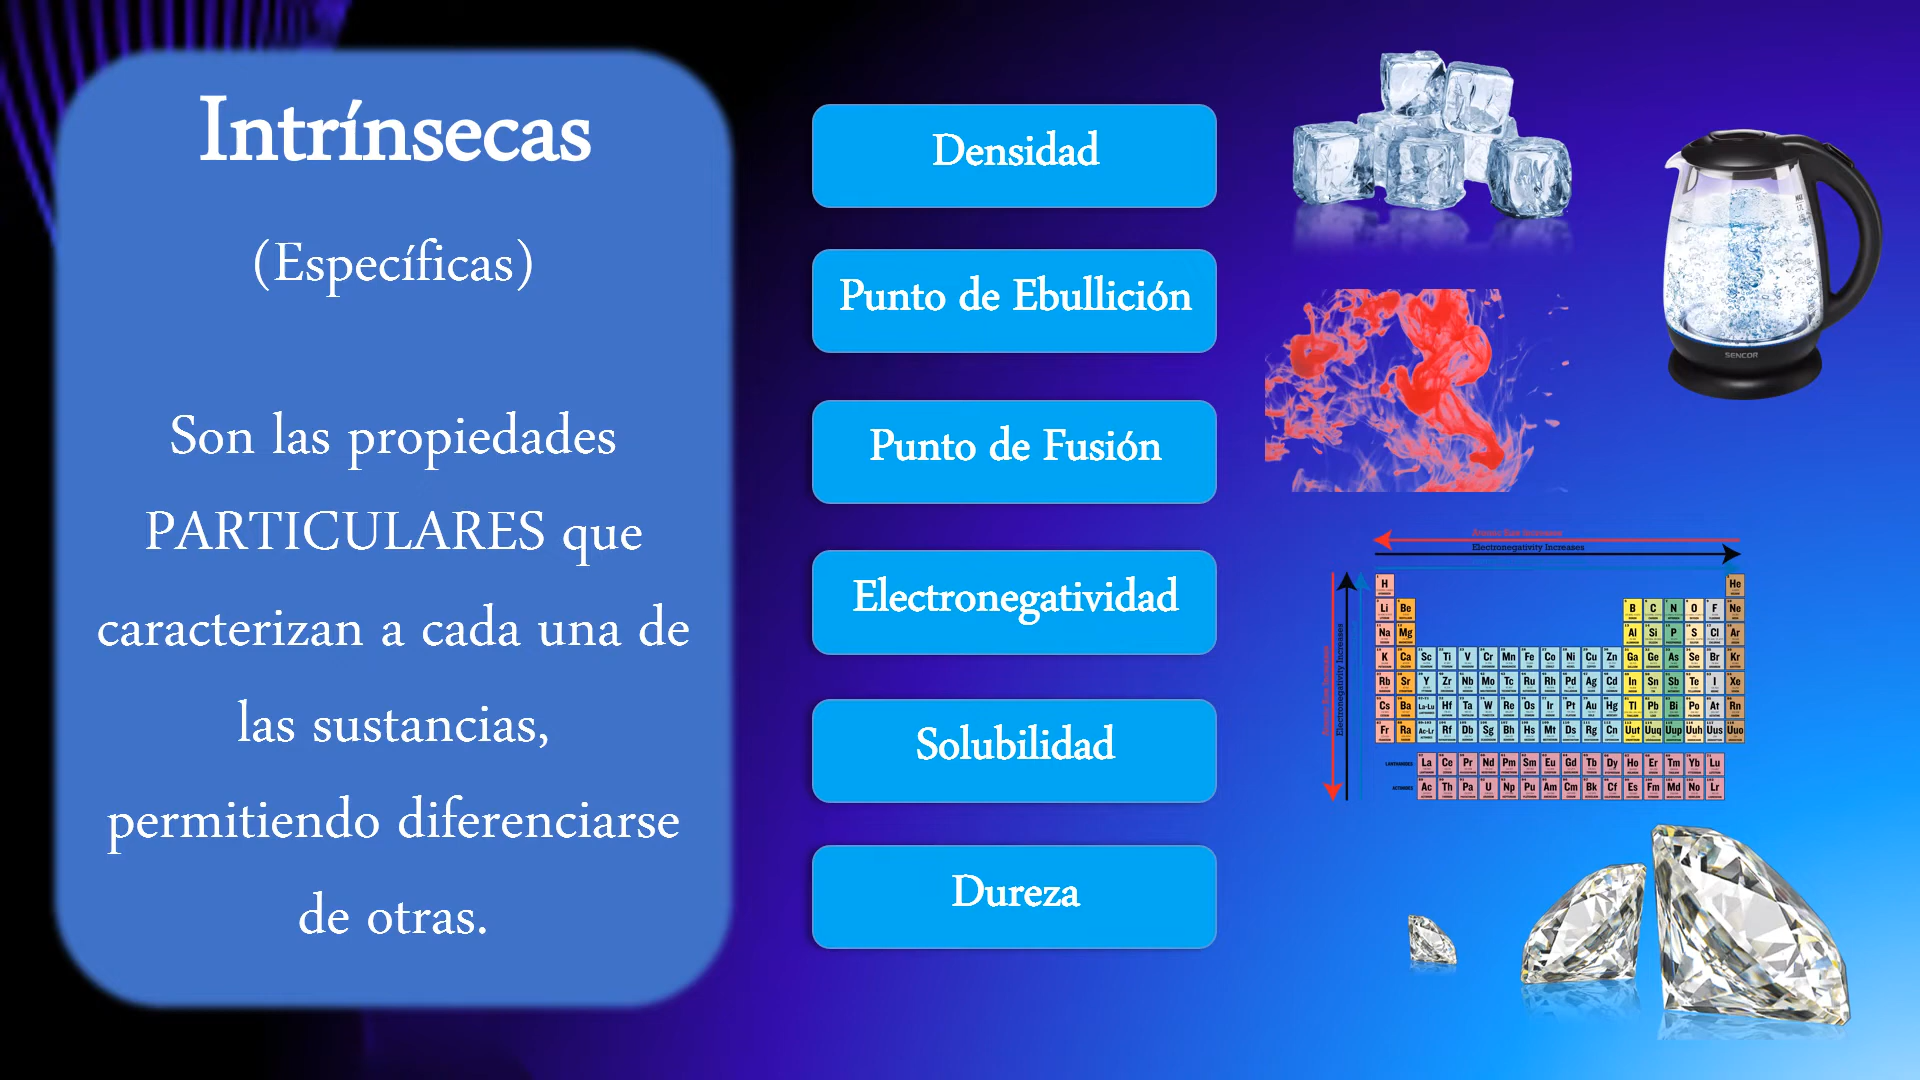 Intrínsecas
(Específicas)
Son las propiedades
PARTICULARES que
caracterizan a cada una de
las sustancias,
permitiendo diferenciarse
de otras.
Densidad
Punto de Ebullición
Punto de Fusión
Electronegatividad
Solubilidad
Dureza
SENCOR
Electronegativity Increases
Electronegativity Increases
H He
Li Be B C N O F Ne
Na Mg Al Si P S Cl Ar
K Ca Sc Ti V Cr Mn Fe Co Ni Cu Zn Ga Ge As Se Br Kr
Rb Sr Y Zr Nb Mo Tc Ru Rh Pd Ag Cd In Sn Sb Te I Xe
Cs Ba La-Lu Hf Ta W Re Os Ir Pt Au Hg Tl Pb Bi Po At Rn
Fr Ra Ac-Lr Rf Db Sg Bh Hs Mt Ds Rg Cn Uut Uuq Uup Uuh Uus Uuo
La Ce Pr Nd Pm Sm Eu Gd Tb Dy Ho Er Tm Yb Lu
Ac Th Pa U Np Pu Am Cm Bk Cf Es Fm Md No Lr